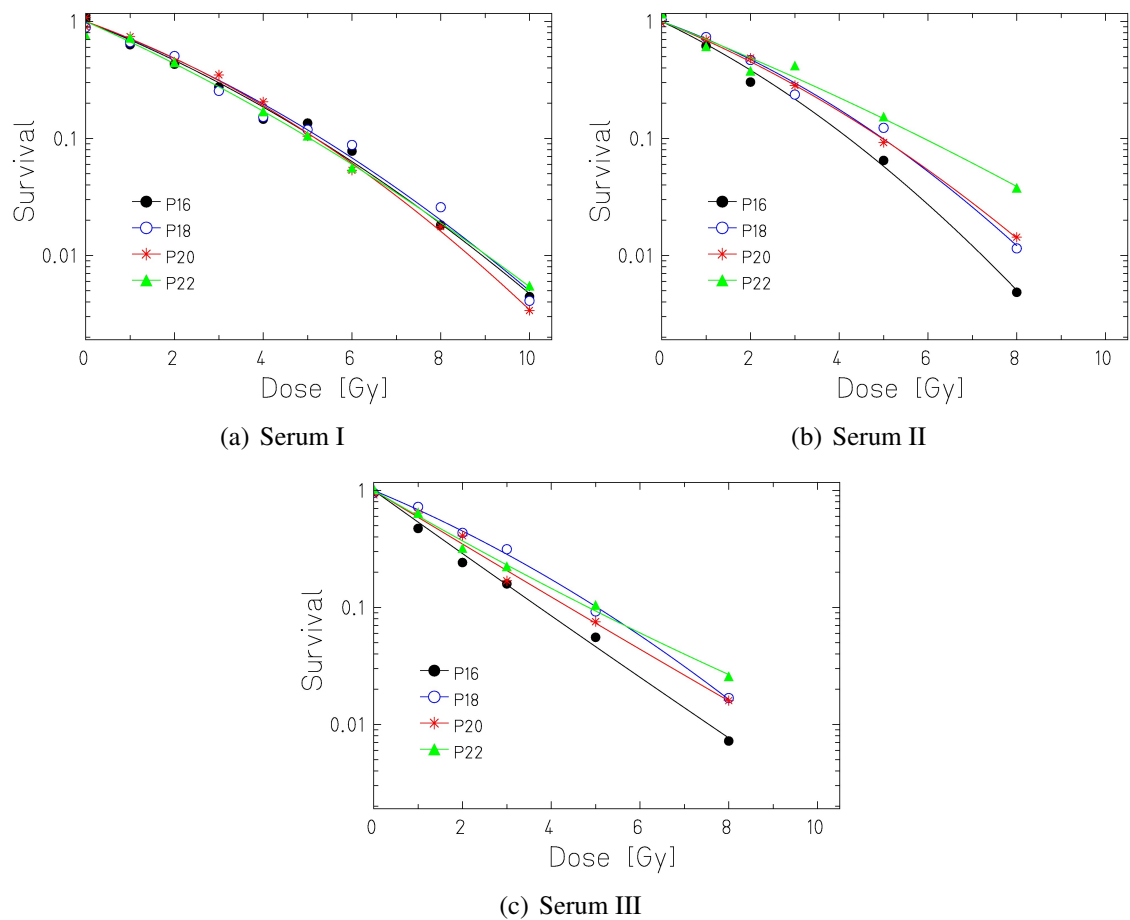 1
0.1
0.01
Survival
P16
P18
P20
P22
0 2 4 6 8 10
Dose [Gy]
(a) Serum I
1
0.1
0.01
Survival
P16
P18
P20
P22
0 2 4 6 8 10
Dose [Gy]
(b) Serum II
1
0.1
0.01
Survival
P16
P18
P20
P22
0 2 4 6 8 10
Dose [Gy]
(c) Serum III